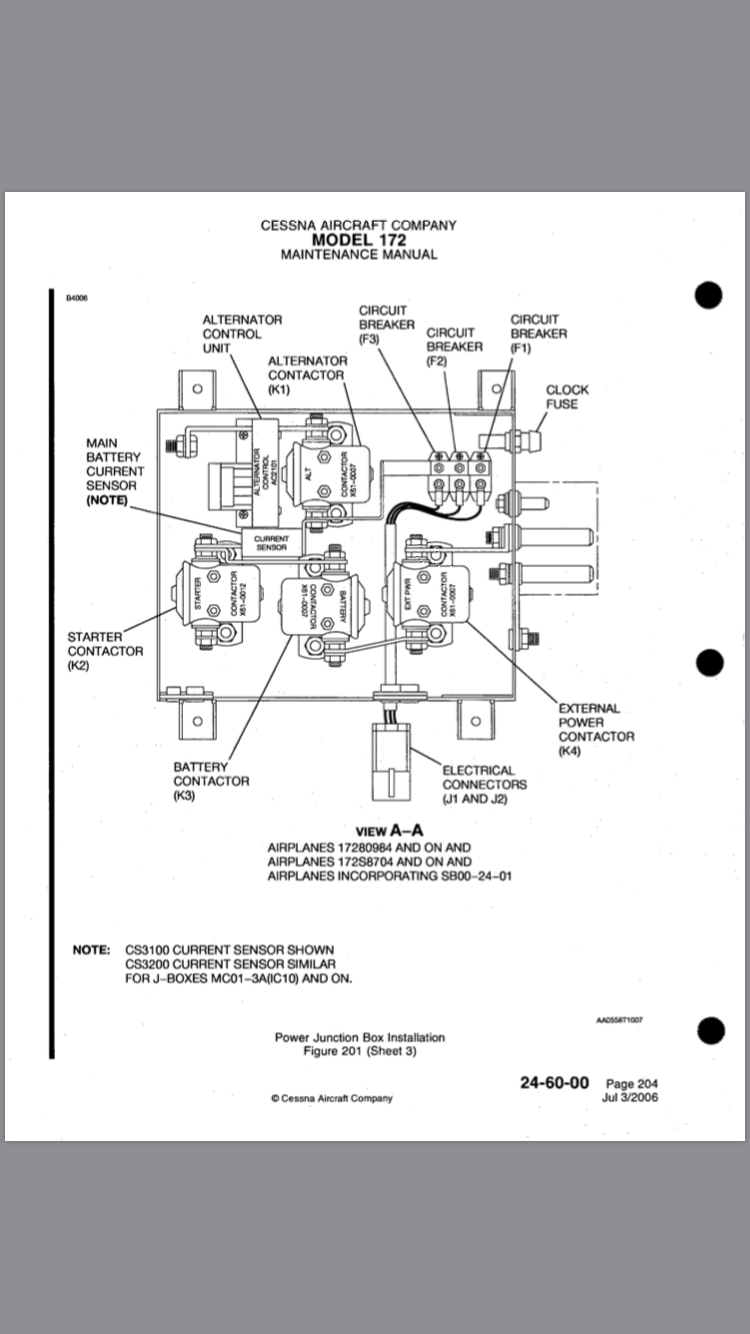 CESSNA AIRCRAFT COMPANY
MODEL 172
MAINTENANCE MANUAL
B4006
ALTERNATOR
CONTROL
UNIT
ALTERNATOR
CONTACTOR
(K1)
CIRCUIT
BREAKER
(F3)
CIRCUIT
BREAKER
(F2)
CIRCUIT
BREAKER
(F1)
CLOCK
FUSE
MAIN
BATTERY
CURRENT
SENSOR
(NOTE)
ALTERNATOR
CONTROL
AC2101
ALT
CONTACTOR
X61-0007
CURRENT
SENSOR
STARTER
CONTACTOR
X61-0012
BATTERY
CONTACTOR
X61-0007
EXT PWR
CONTACTOR
X61-0007
STARTER
CONTACTOR
(K2)
BATTERY
CONTACTOR
(K3)
EXTERNAL
POWER
CONTACTOR
(K4)
ELECTRICAL
CONNECTORS
(J1 AND J2)
VIEW A-A
AIRPLANES 17280984 AND ON AND
AIRPLANES 172S8704 AND ON AND
AIRPLANES INCORPORATING SB00-24-01
NOTE: CS3100 CURRENT SENSOR SHOWN
CS3200 CURRENT SENSOR SIMILAR
FOR J-BOXES MC01-3A(IC10) AND ON.
AA0558T1007
Power Junction Box Installation
Figure 201 (Sheet 3)
24-60-00 Page 204
Jul 3/2006
© Cessna Aircraft Company